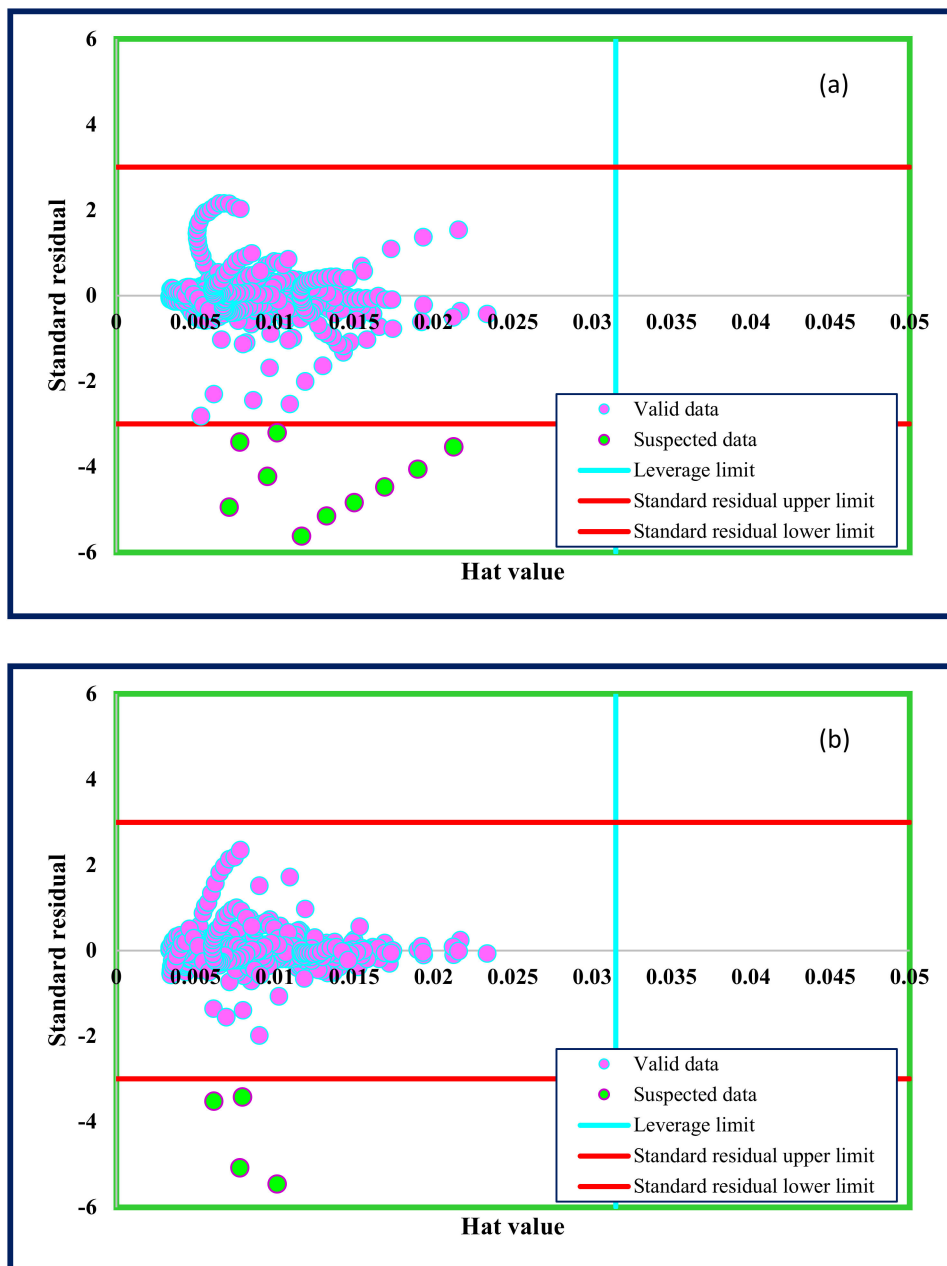 6
(a)
4
2
0
0 0.005 0.01 0.015 0.02 0.025 0.03 0.035 0.04 0.045 0.05
-2
-4
-6
Standard residual
Valid data
Suspected data
Leverage limit
Standard residual upper limit
Standard residual lower limit
Hat value
6
(b)
4
2
0
0 0.005 0.01 0.015 0.02 0.025 0.03 0.035 0.04 0.045 0.05
-2
-4
-6
Standard residual
Valid data
Suspected data
Leverage limit
Standard residual upper limit
Standard residual lower limit
Hat value